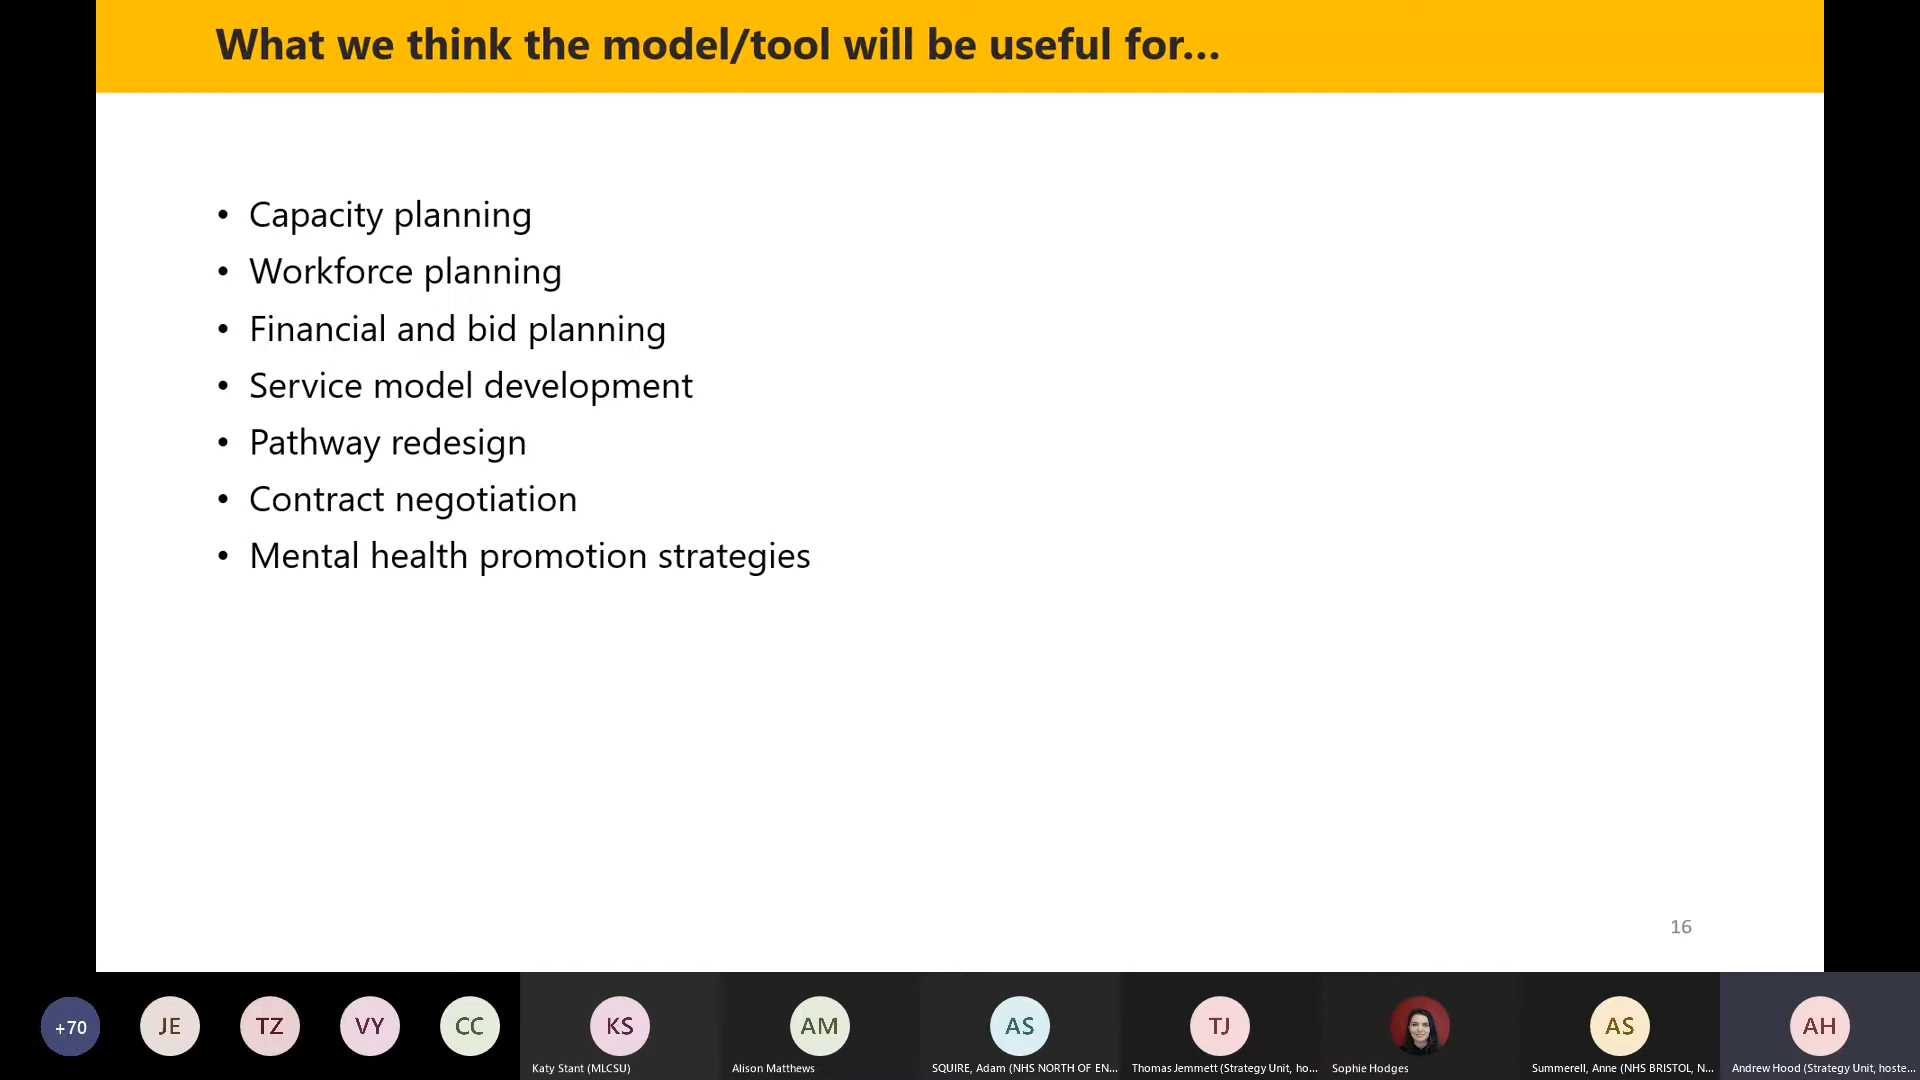 What we think the model/tool will be useful for...
• Capacity planning
• Workforce planning
• Financial and bid planning
• Service model development
• Pathway redesign
• Contract negotiation
• Mental health promotion strategies
16
+70
JE
TZ
VY
CC
KS
AM
AS
TJ
AS
AH
Katy Stant (MLCSU)
Alison Matthews
SQUIRE, Adam (NHS NORTH OF EN...
Thomas Jemmett (Strategy Unit, ho...
Sophie Hodges
Summerell, Anne (NHS BRISTOL, N...
Andrew Hood (Strategy Unit, hoste...